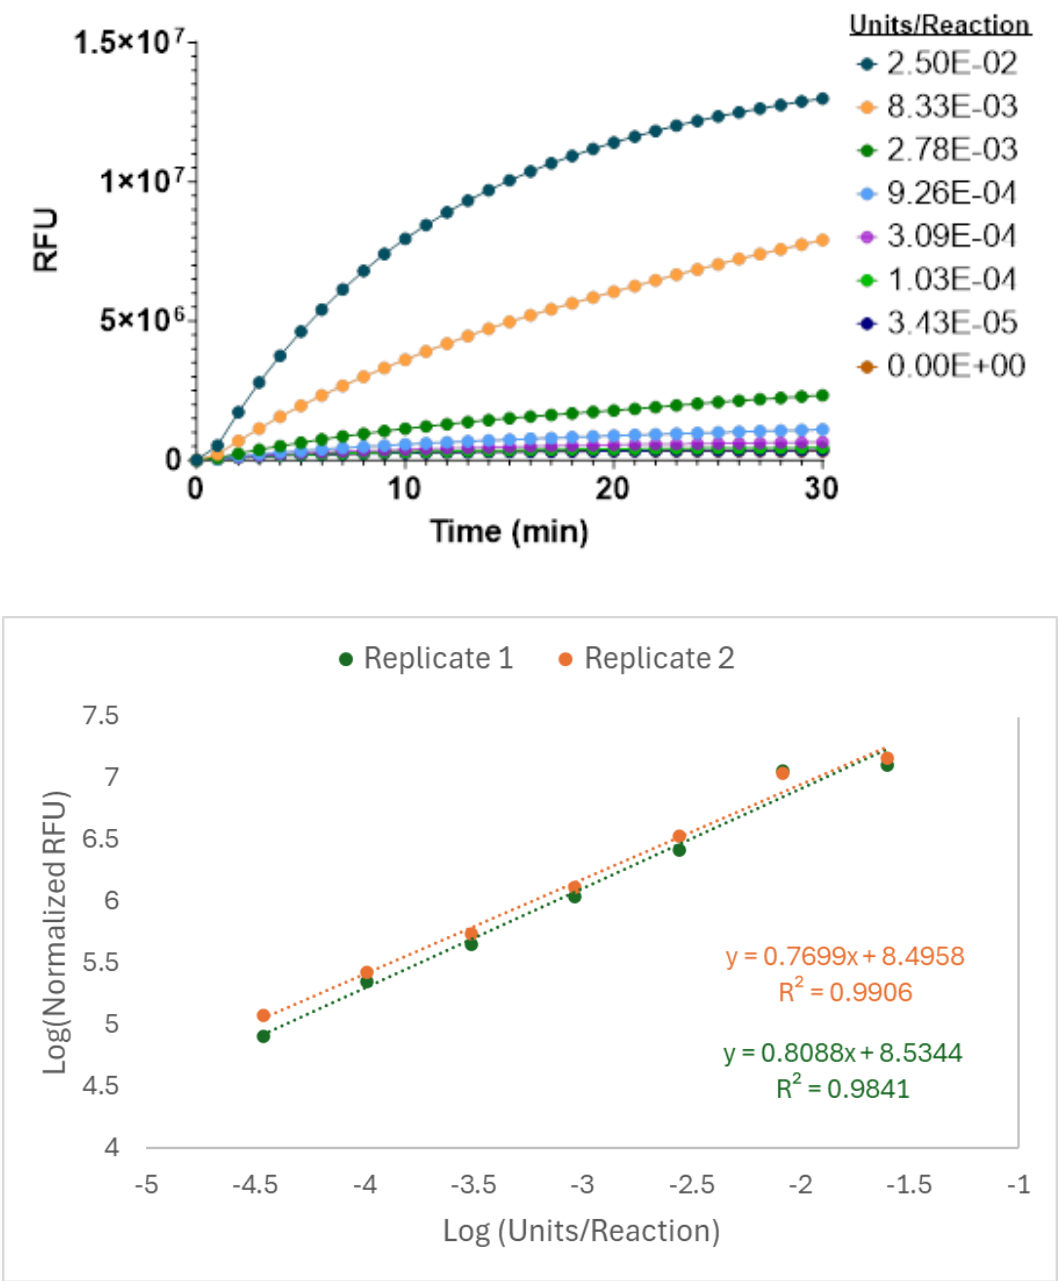 Units/Reaction
2.50E-02
8.33E-03
2.78E-03
9.26E-04
3.09E-04
1.03E-04
3.43E-05
0.00E+00
1.5×10⁷
1×10⁷
5×10⁶
0
RFU
0 10 20 30
Time (min)
Replicate 1 Replicate 2
7.5
7
6.5
6
5.5
5
4.5
4
Log(Normalized RFU)
y = 0.7699x + 8.4958
R² = 0.9906
y = 0.8088x + 8.5344
R² = 0.9841
-5 -4.5 -4 -3.5 -3 -2.5 -2 -1.5 -1
Log (Units/Reaction)